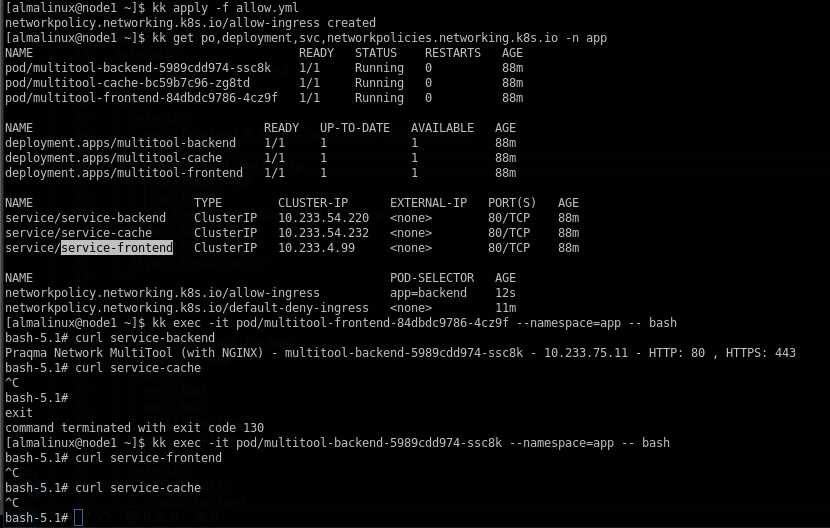 [almalinux@node1 ~]$ kk apply -f allow.yml
networkpolicy.networking.k8s.io/allow-ingress created
[almalinux@node1 ~]$ kk get po,deployment,svc,networkpolicies.networking.k8s.io -n app
NAME READY STATUS RESTARTS AGE
pod/multitool-backend-5989cdd974-ssc8k 1/1 Running 0 88m
pod/multitool-cache-bc59b7c96-zg8td 1/1 Running 0 88m
pod/multitool-frontend-84dbdc9786-4cz9f 1/1 Running 0 88m
NAME READY UP-TO-DATE AVAILABLE AGE
deployment.apps/multitool-backend 1/1 1 1 88m
deployment.apps/multitool-cache 1/1 1 1 88m
deployment.apps/multitool-frontend 1/1 1 1 88m
NAME TYPE CLUSTER-IP EXTERNAL-IP PORT(S) AGE
service/service-backend ClusterIP 10.233.54.220 <none> 80/TCP 88m
service/service-cache ClusterIP 10.233.54.232 <none> 80/TCP 88m
service/service-frontend ClusterIP 10.233.4.99 <none> 80/TCP 88m
NAME POD-SELECTOR AGE
networkpolicy.networking.k8s.io/allow-ingress app=backend 12s
networkpolicy.networking.k8s.io/default-deny-ingress <none> 11m
[almalinux@node1 ~]$ kk exec -it pod/multitool-frontend-84dbdc9786-4cz9f --namespace=app -- bash
bash-5.1# curl service-backend
Praqma Network MultiTool (with NGINX) - multitool-backend-5989cdd974-ssc8k - 10.233.75.11 - HTTP: 80 , HTTPS: 443
bash-5.1# curl service-cache
^C
bash-5.1#
exit
command terminated with exit code 130
[almalinux@node1 ~]$ kk exec -it pod/multitool-backend-5989cdd974-ssc8k --namespace=app -- bash
bash-5.1# curl service-frontend
^C
bash-5.1# curl service-cache
^C
bash-5.1#